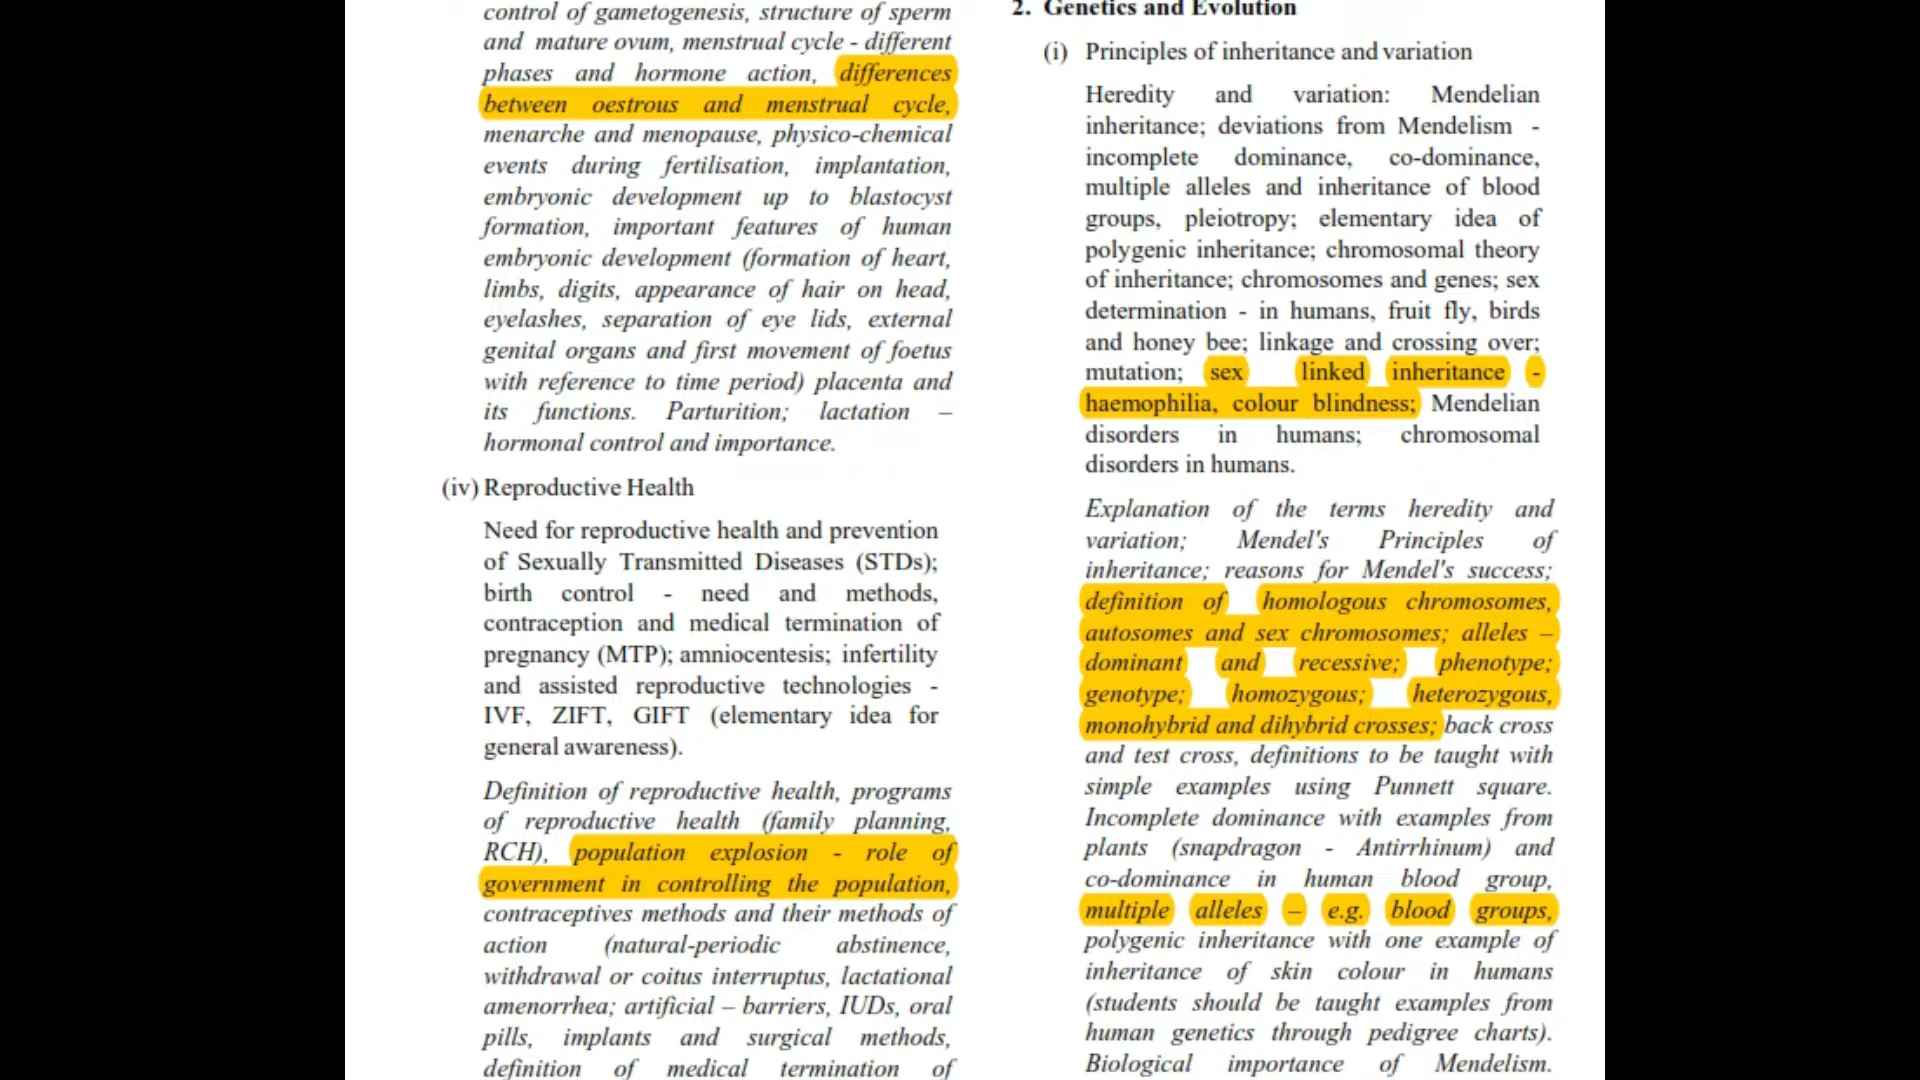 control of gametogenesis, structure of sperm
and mature ovum, menstrual cycle - different
phases and hormone action, differences
between oestrous and menstrual cycle,
menarche and menopause, physico-chemical
events during fertilisation, implantation,
embryonic development up to blastocyst
formation, important features of human
embryonic development (formation of heart,
limbs, digits, appearance of hair on head,
eyelashes, separation of eye lids, external
genital organs and first movement of foetus
with reference to time period) placenta and
its functions. Parturition; lactation –
hormonal control and importance.
(iv) Reproductive Health
Need for reproductive health and prevention
of Sexually Transmitted Diseases (STDs);
birth control - need and methods,
contraception and medical termination of
pregnancy (MTP); amniocentesis; infertility
and assisted reproductive technologies -
IVF, ZIFT, GIFT (elementary idea for
general awareness).
Definition of reproductive health, programs
of reproductive health (family planning,
RCH), population explosion - role of
government in controlling the population,
contraceptives methods and their methods of
action (natural-periodic abstinence,
withdrawal or coitus interruptus, lactational
amenorrhea; artificial – barriers, IUDs, oral
pills, implants and surgical methods,
definition of medical termination of
2. Genetics and Evolution
(i) Principles of inheritance and variation
Heredity and variation: Mendelian
inheritance; deviations from Mendelism -
incomplete dominance, co-dominance,
multiple alleles and inheritance of blood
groups, pleiotropy; elementary idea of
polygenic inheritance; chromosomal theory
of inheritance; chromosomes and genes; sex
determination - in humans, fruit fly, birds
and honey bee; linkage and crossing over;
mutation; sex linked inheritance -
haemophilia, colour blindness; Mendelian
disorders in humans; chromosomal
disorders in humans.
Explanation of the terms heredity and
variation; Mendel's Principles of
inheritance; reasons for Mendel's success;
definition of homologous chromosomes,
autosomes and sex chromosomes; alleles –
dominant and recessive; phenotype;
genotype; homozygous; heterozygous,
monohybrid and dihybrid crosses; back cross
and test cross, definitions to be taught with
simple examples using Punnett square.
Incomplete dominance with examples from
plants (snapdragon - Antirrhinum) and
co-dominance in human blood group,
multiple alleles – e.g. blood groups,
polygenic inheritance with one example of
inheritance of skin colour in humans
(students should be taught examples from
human genetics through pedigree charts).
Biological importance of Mendelism.